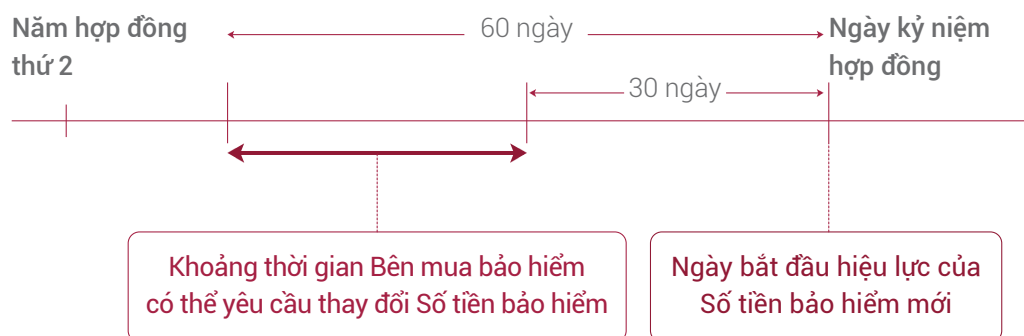 Năm hợp đồng
thứ 2
60 ngày
Ngày kỷ niệm
hợp đồng
30 ngày
Khoảng thời gian Bên mua bảo hiểm
có thể yêu cầu thay đổi Số tiền bảo hiểm
Ngày bắt đầu hiệu lực của
Số tiền bảo hiểm mới